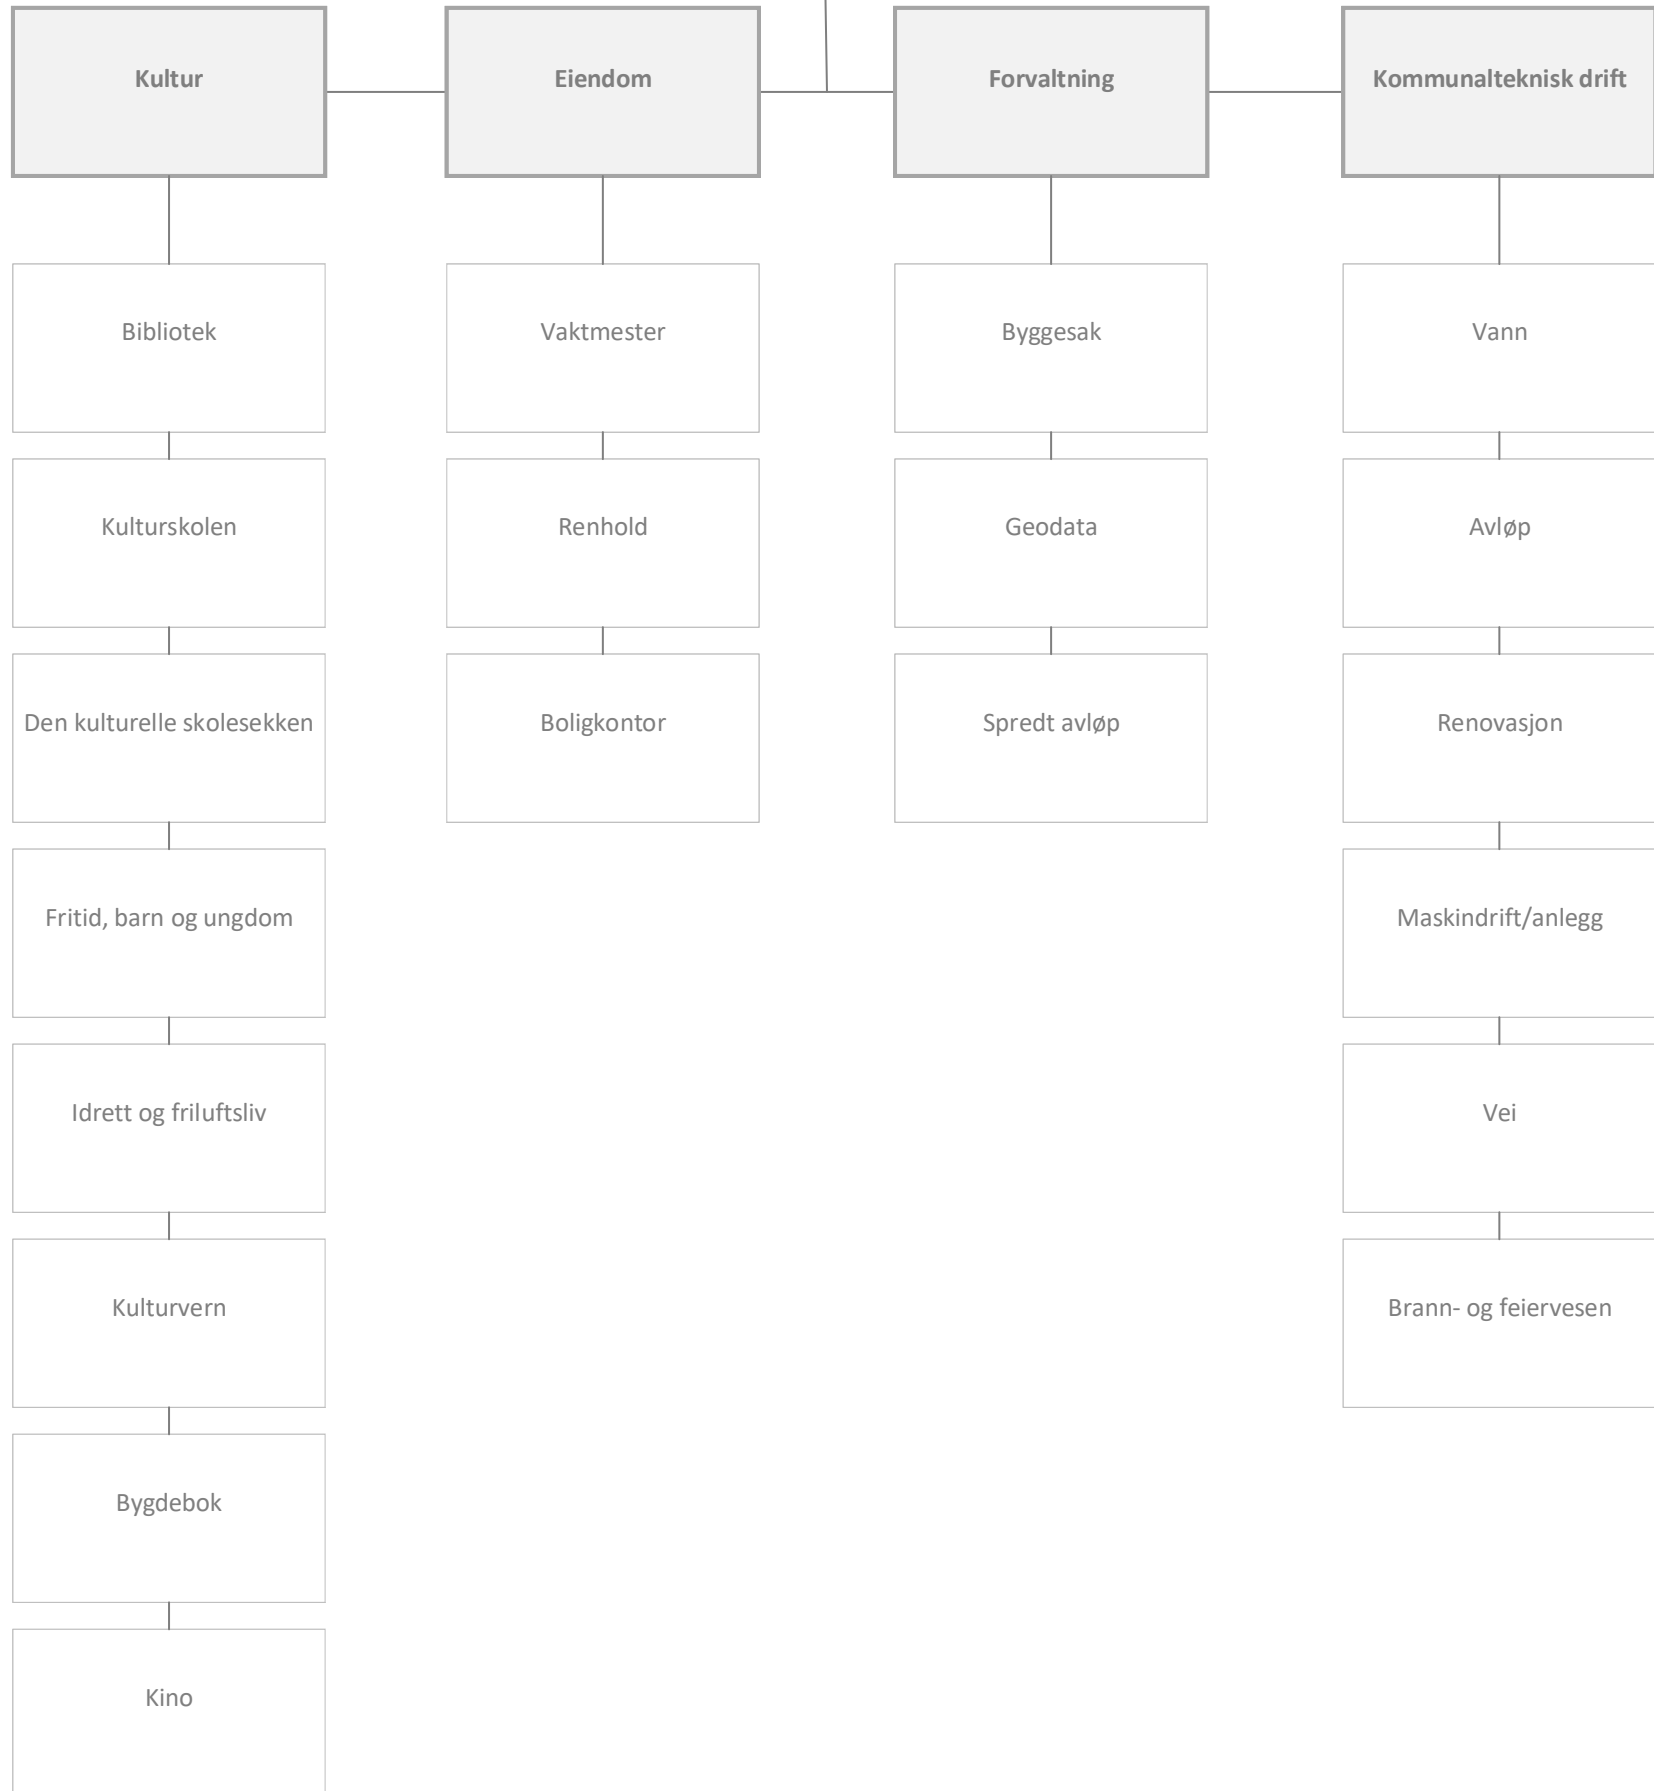 Kultur
Eiendom
Forvaltning
Kommunalteknisk drift
Bibliotek
Vaktmester
Byggesak
Vann
Kulturskolen
Renhold
Geodata
Avløp
Den kulturelle skolesekken
Boligkontor
Spredt avløp
Renovasjon
Fritid, barn og ungdom
Maskindrift/anlegg
Idrett og friluftsliv
Vei
Kulturvern
Brann- og feiervesen
Bygdebok
Kino